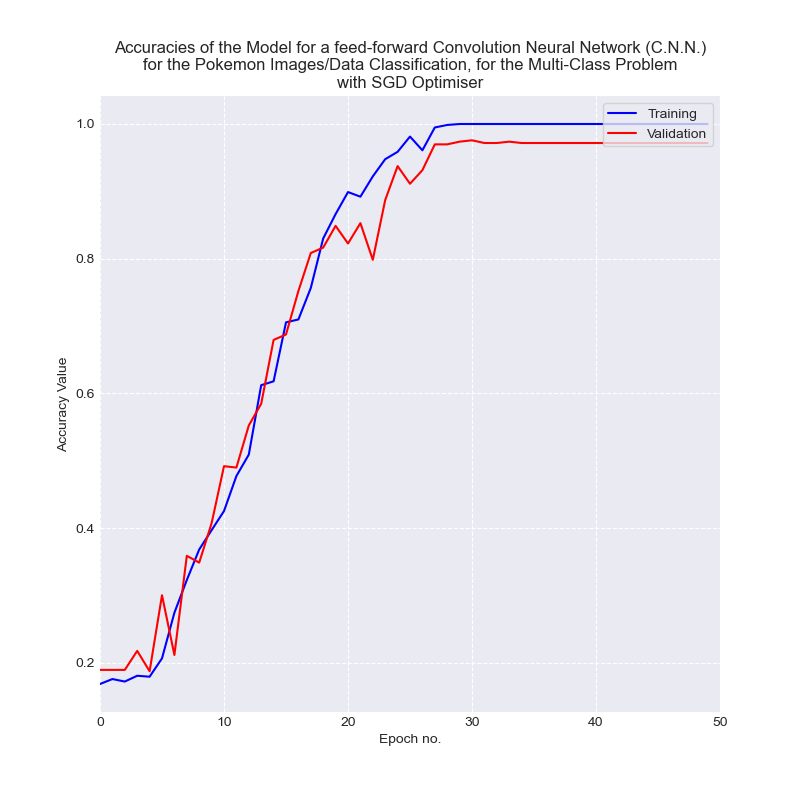 Accuracies of the Model for a feed-forward Convolution Neural Network (C.N.N.)
for the Pokemon Images/Data Classification, for the Multi-Class Problem
with SGD Optimiser
Training
Validation
1.0
0.8
0.6
0.4
0.2
Accuracy Value
0 10 20 30 40 50
Epoch no.